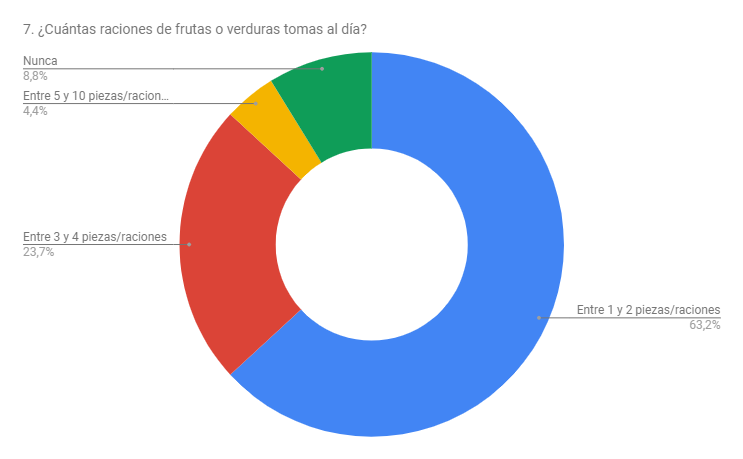 7. ¿Cuántas raciones de frutas o verduras tomas al día?
Nunca
8,8%
Entre 5 y 10 piezas/racion…
4,4%
Entre 3 y 4 piezas/raciones
23,7%
Entre 1 y 2 piezas/raciones
63,2%